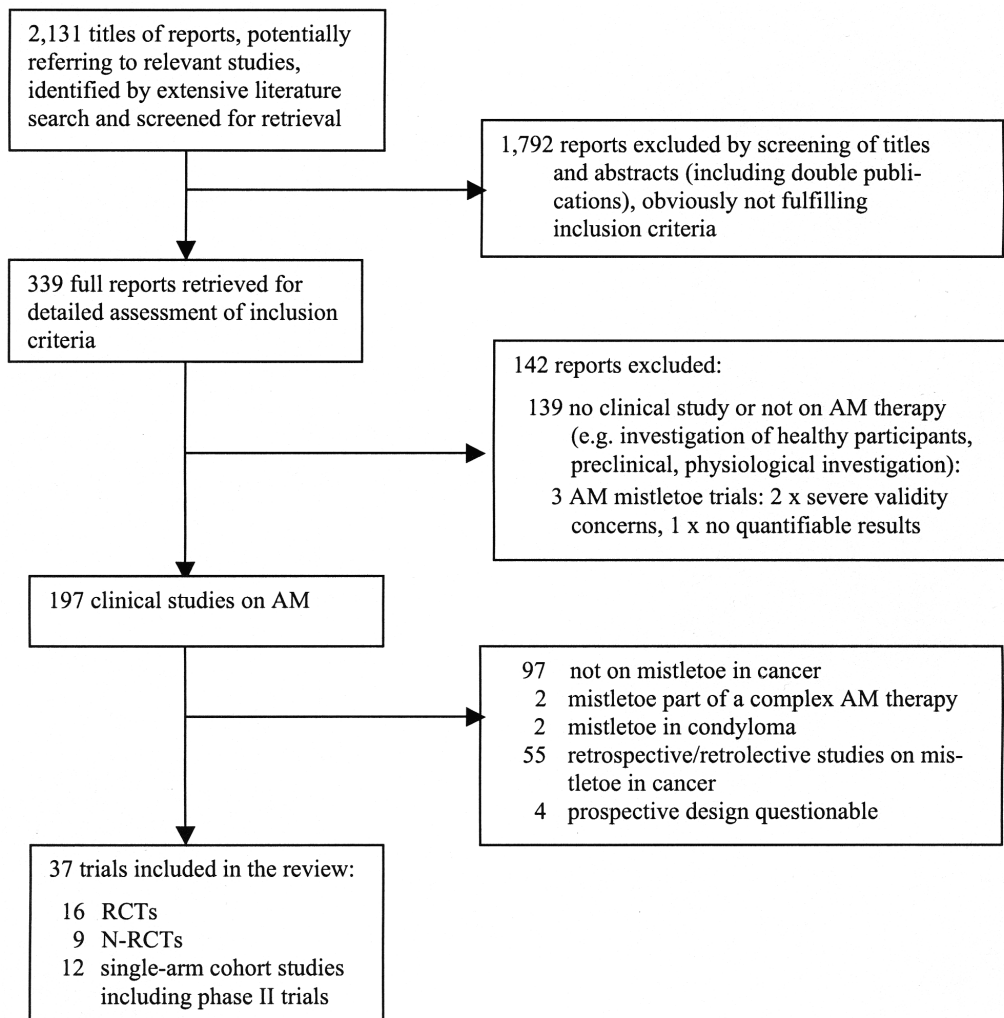 2,131 titles of reports, potentially
referring to relevant studies,
identified by extensive literature
search and screened for retrieval
1,792 reports excluded by screening of titles
and abstracts (including double publi-
cations), obviously not fulfilling
inclusion criteria
339 full reports retrieved for
detailed assessment of inclusion
criteria
142 reports excluded:
139 no clinical study or not on AM therapy
(e.g. investigation of healthy participants,
preclinical, physiological investigation):
3 AM mistletoe trials: 2 x severe validity
concerns, 1 x no quantifiable results
197 clinical studies on AM
97 not on mistletoe in cancer
2 mistletoe part of a complex AM therapy
2 mistletoe in condyloma
55 retrospective/retrolective studies on mis-
tletoe in cancer
4 prospective design questionable
37 trials included in the review:
16 RCTs
9 N-RCTs
12 single-arm cohort studies
including phase II trials